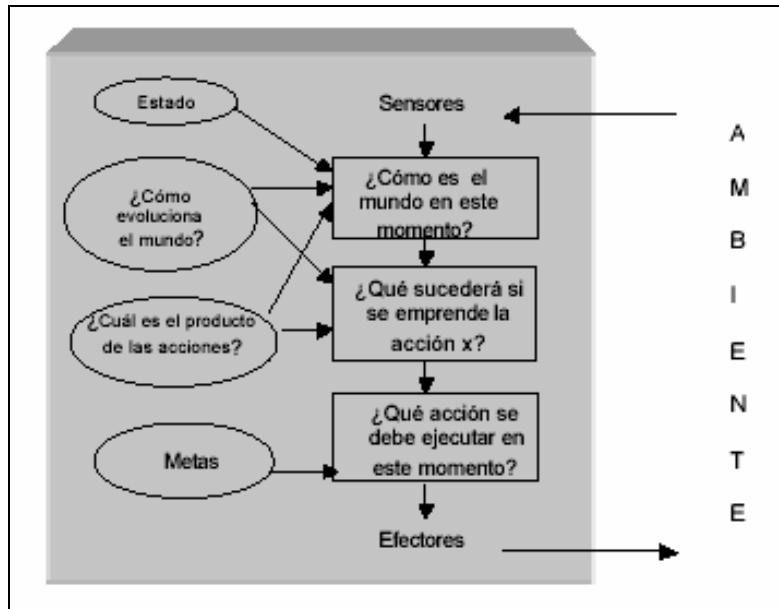 Estado
Sensores
¿Cómo es el
mundo en este
momento?
¿Cómo
evoluciona
el mundo?
¿Qué sucederá si
se emprende la
acción x?
¿Cuál es el producto
de las acciones?
¿Qué acción se
debe ejecutar en
este momento?
Metas
Efectores
A
M
B
I
E
N
T
E